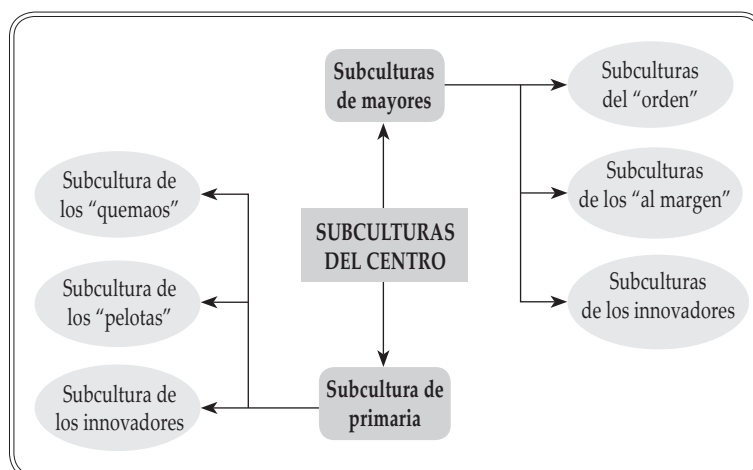 Subculturas
de mayores
Subculturas
del “orden”
Subculturas
de los “al margen”
Subculturas
de los innovadores
SUBCULTURAS
DEL CENTRO
Subcultura de
los “quemaos”
Subcultura de
los “pelotas”
Subcultura de
los innovadores
Subcultura de
primaria